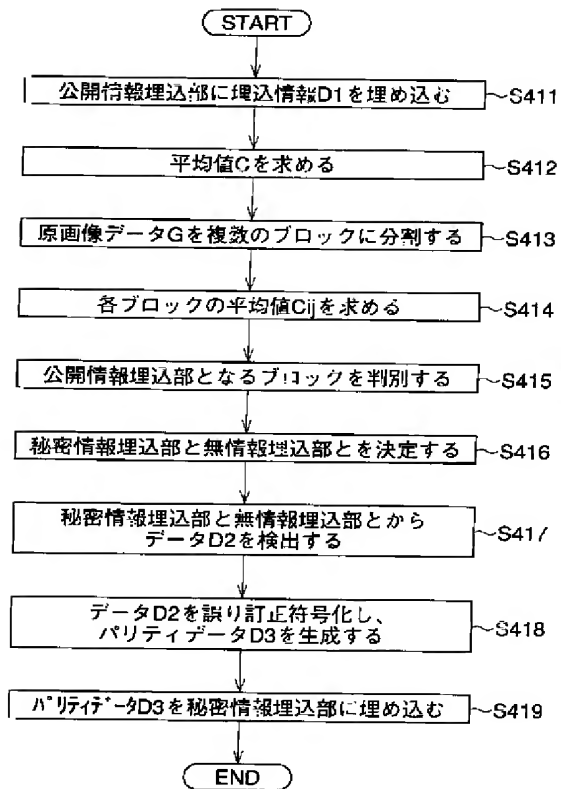 START
公開情報埋込部に埋込情報D1を埋め込む
~S411
平均値Cを求める
~S412
原画像データGを複数のブロックに分割する
~S413
各ブロックの平均値Cijを求める
~S414
公開情報埋込部となるブロックを判別する
~S415
秘密情報埋込部と無情報埋込部とを決定する
~S416
秘密情報埋込部と無情報埋込部とから
データD2を検出する
~S417
データD2を誤り訂正符号化し、
パリティデータD3を生成する
~S418
パリティデータD3を秘密情報埋込部に埋め込む
~S419
END